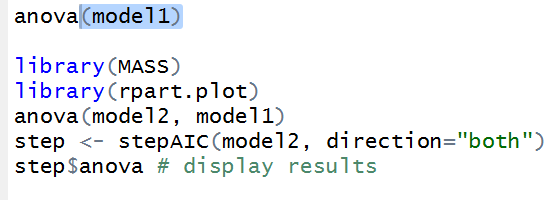 anova(model1)
library(MASS)
library(rpart.plot)
anova(model2, model1)
step <- stepAIC(model2, direction="both")
step$anova # display results